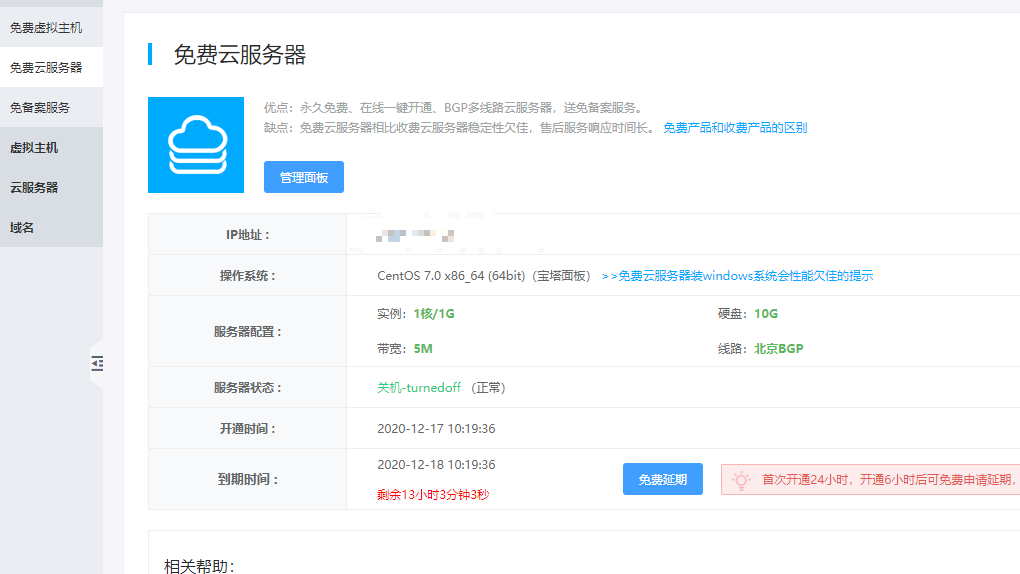 免费虚拟主机
免费云服务器
免备案服务
虚拟主机
云服务器
域名
免费云服务器
优点：永久免费、在线一键开通、BGP多线路云服务器，送免备案服务。
缺点：免费云服务器相比收费云服务器稳定性欠佳，售后服务响应时间长。 免费产品和收费产品的区别
管理面板
IP地址：
操作系统： CentOS 7.0 x86_64 (64bit)（宝塔面板） >>免费云服务器装windows系统会性能欠佳的提示
服务器配置：
实例：1核/1G 硬盘：10G
带宽：5M 线路：北京BGP
服务器状态： 关机-turnedoff （正常）
开通时间： 2020-12-17 10:19:36
到期时间： 2020-12-18 10:19:36
剩余13小时3分钟3秒
免费延期
首次开通24小时，开通6小时后可免费申请延期，
相关帮助：